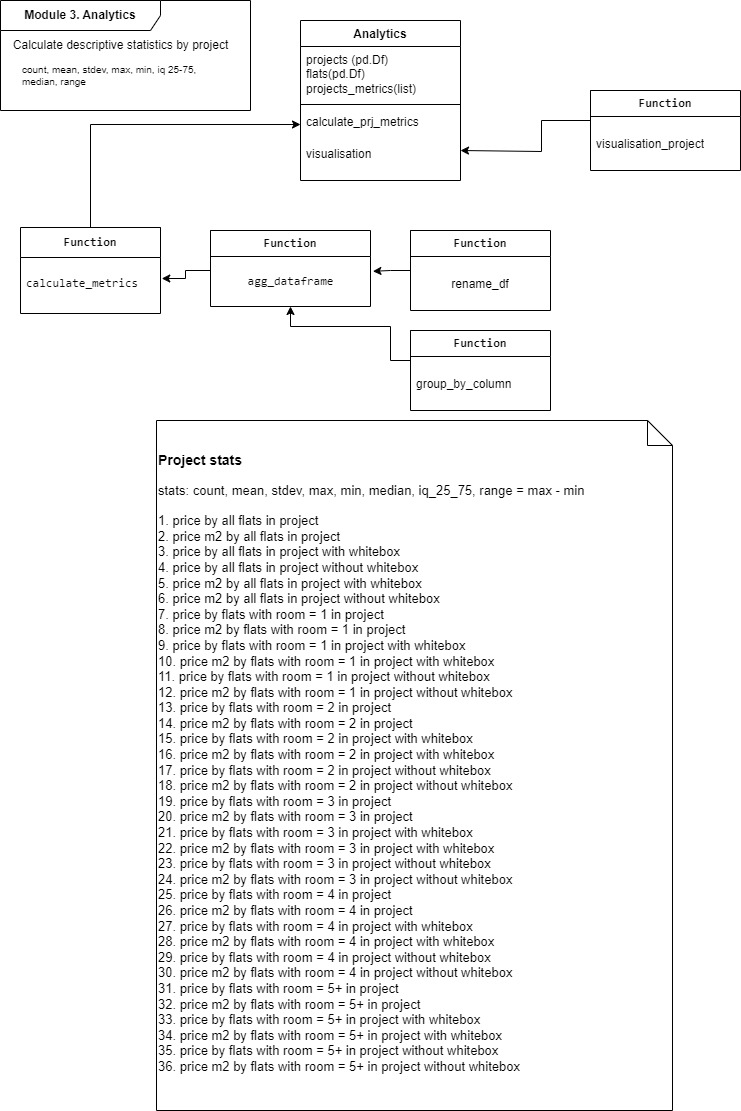 Module 3. Analytics
Calculate descriptive statistics by project
count, mean, stdev, max, min, iq 25-75,
median, range
Analytics
projects (pd.Df)
flats(pd.Df)
projects_metrics(list)
calculate_prj_metrics
visualisation
Function
visualisation_project
Function
calculate_metrics
Function
agg_dataframe
Function
rename_df
Function
group_by_column
Project stats
stats: count, mean, stdev, max, min, median, iq_25_75, range = max - min
1. price by all flats in project
2. price m2 by all flats in project
3. price by all flats in project with whitebox
4. price by all flats in project without whitebox
5. price m2 by all flats in project with whitebox
6. price m2 by all flats in project without whitebox
7. price by flats with room = 1 in project
8. price m2 by flats with room = 1 in project
9. price by flats with room = 1 in project with whitebox
10. price m2 by flats with room = 1 in project with whitebox
11. price by flats with room = 1 in project without whitebox
12. price m2 by flats with room = 1 in project without whitebox
13. price by flats with room = 2 in project
14. price m2 by flats with room = 2 in project
15. price by flats with room = 2 in project with whitebox
16. price m2 by flats with room = 2 in project with whitebox
17. price by flats with room = 2 in project without whitebox
18. price m2 by flats with room = 2 in project without whitebox
19. price by flats with room = 3 in project
20. price m2 by flats with room = 3 in project
21. price by flats with room = 3 in project with whitebox
22. price m2 by flats with room = 3 in project with whitebox
23. price by flats with room = 3 in project without whitebox
24. price m2 by flats with room = 3 in project without whitebox
25. price by flats with room = 4 in project
26. price m2 by flats with room = 4 in project
27. price by flats with room = 4 in project with whitebox
28. price m2 by flats with room = 4 in project with whitebox
29. price by flats with room = 4 in project without whitebox
30. price m2 by flats with room = 4 in project without whitebox
31. price by flats with room = 5+ in project
32. price m2 by flats with room = 5+ in project
33. price by flats with room = 5+ in project with whitebox
34. price m2 by flats with room = 5+ in project with whitebox
35. price by flats with room = 5+ in project without whitebox
36. price m2 by flats with room = 5+ in project without whitebox